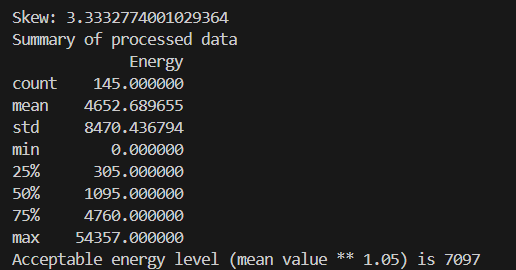 Skew: 3.3332774001029364
Summary of processed data
Energy
count 145.000000
mean 4652.689655
std 8470.436794
min 0.000000
25% 305.000000
50% 1095.000000
75% 4760.000000
max 54357.000000
Acceptable energy level (mean value ** 1.05) is 7097